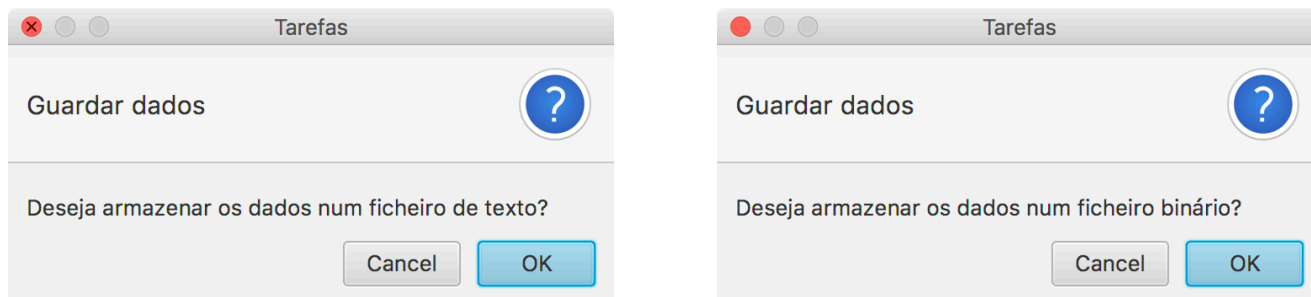 Tarefas
Guardar dados
?
Deseja armazenar os dados num ficheiro de texto?
Cancel
OK
Tarefas
Guardar dados
?
Deseja armazenar os dados num ficheiro binário?
Cancel
OK